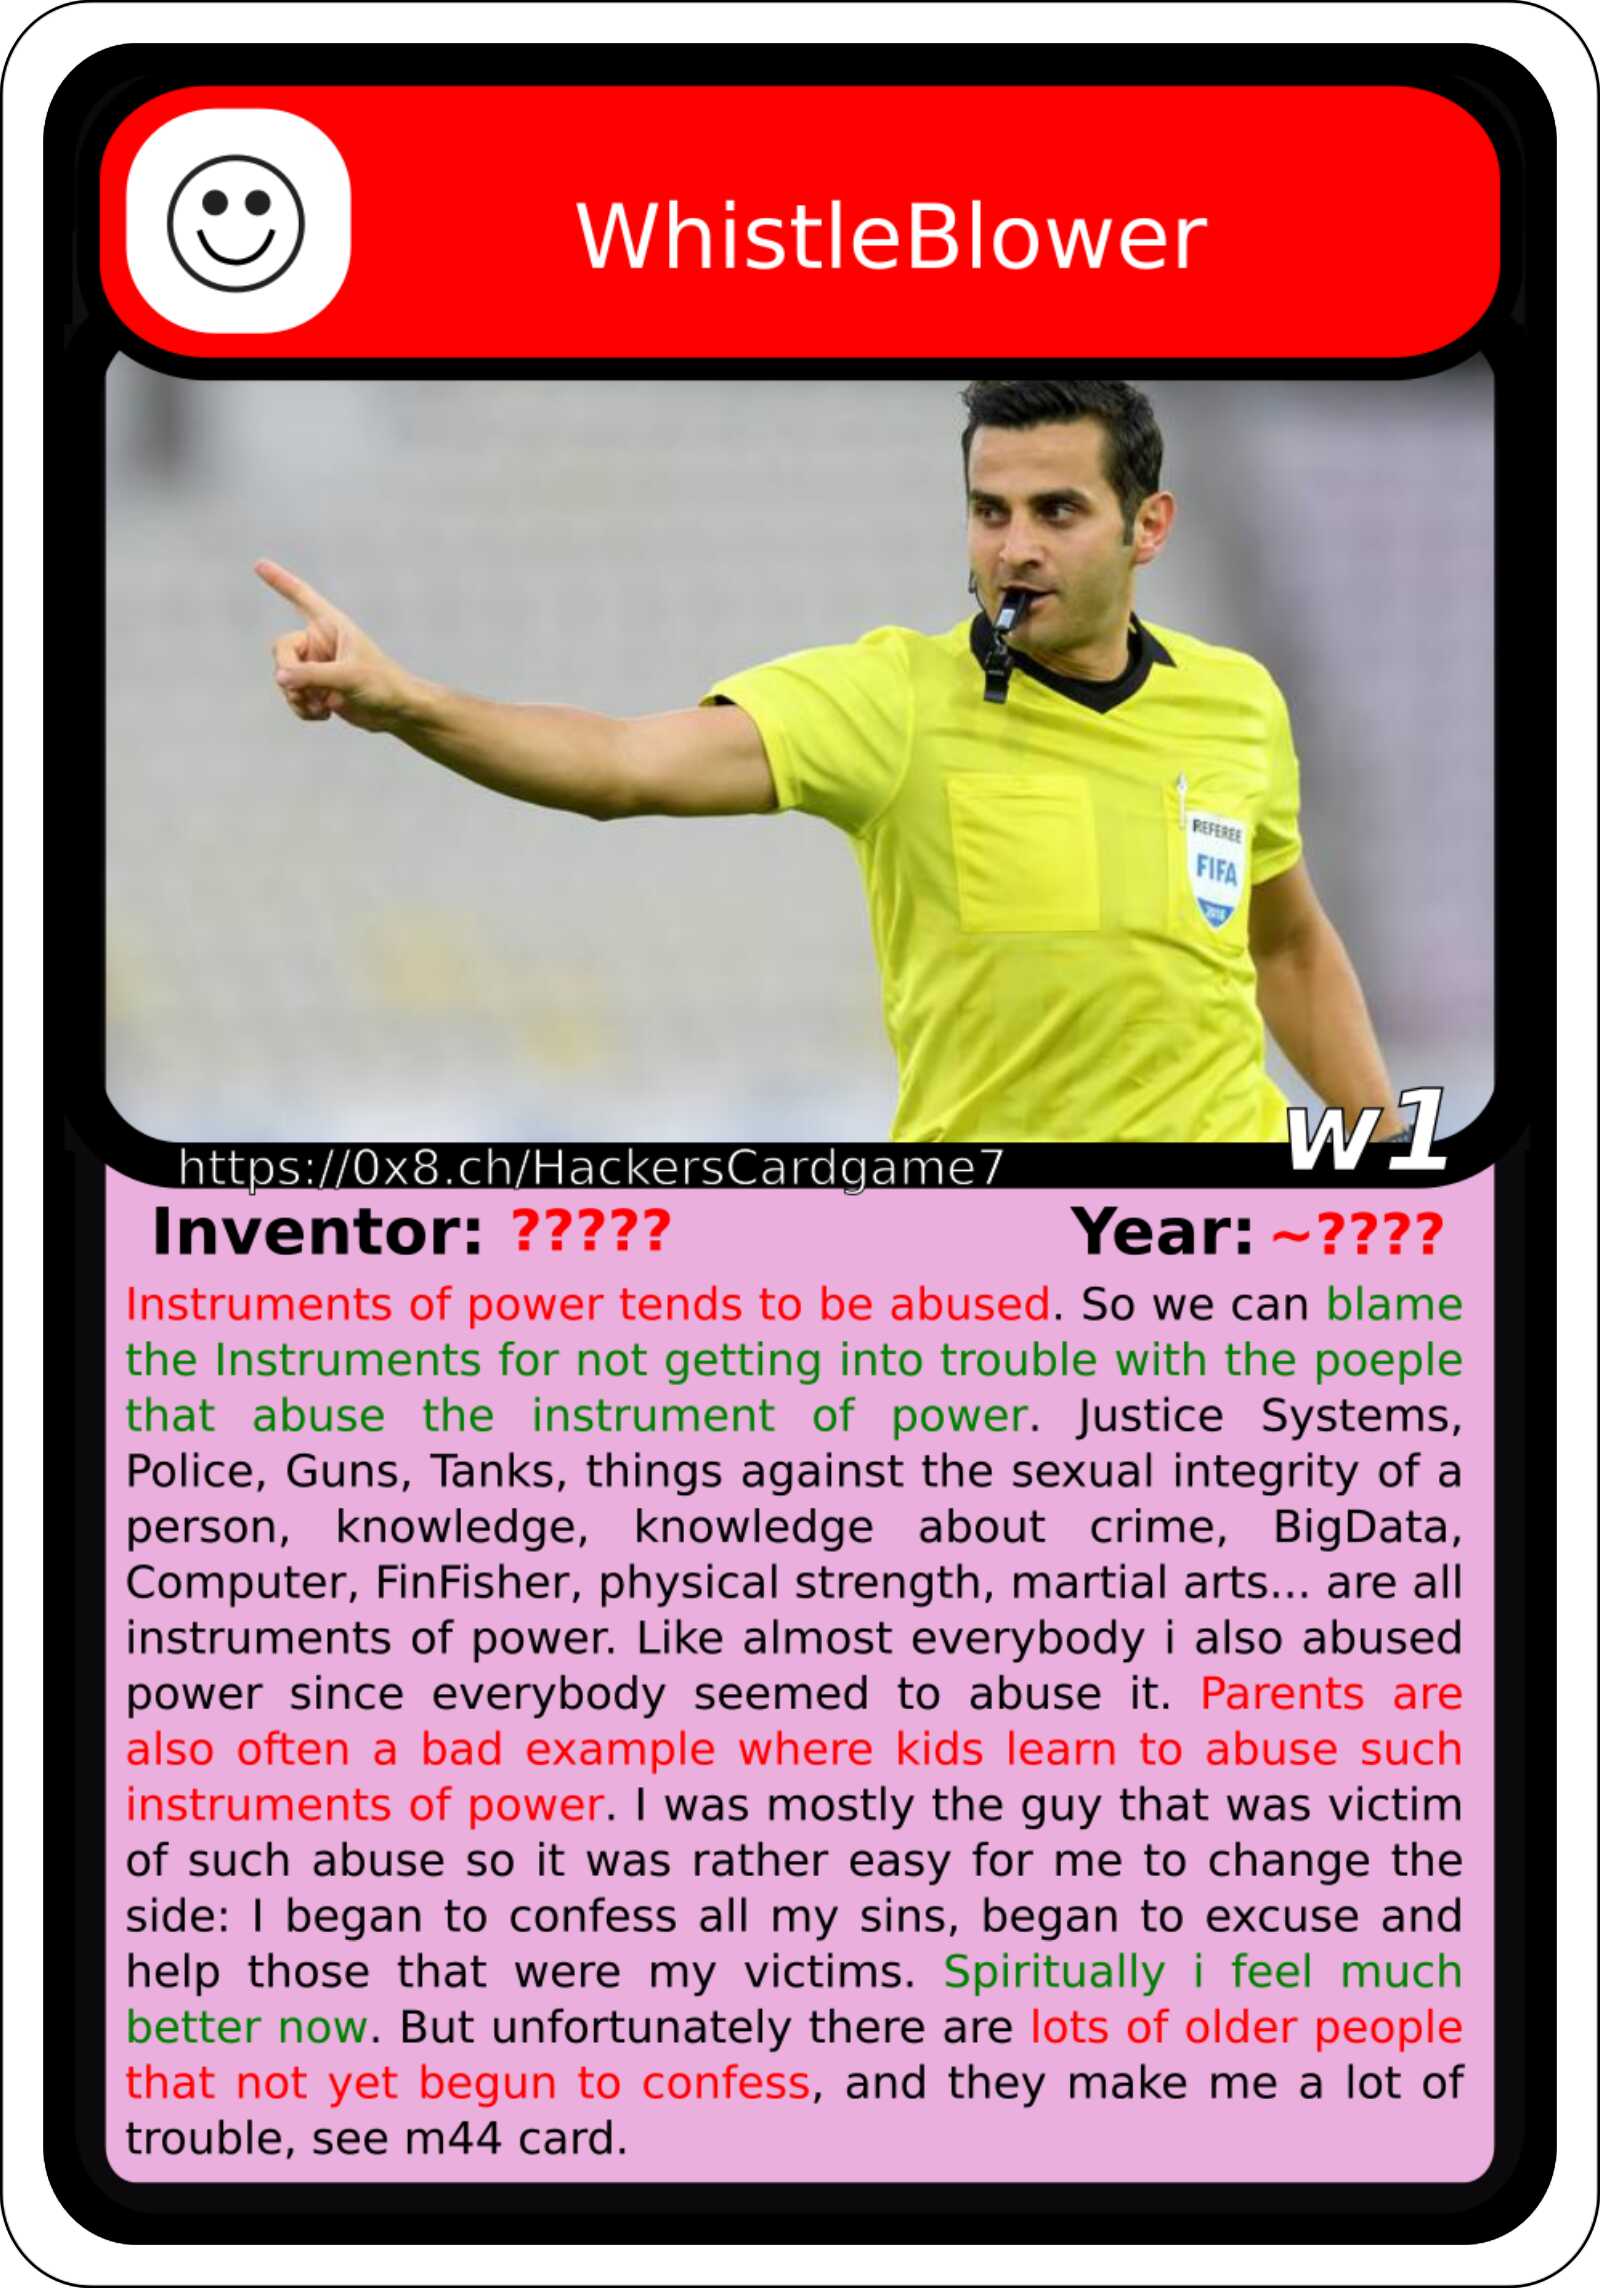 WhistleBlower
REFEREE
FIFA
2018
w1
https://0x8.ch/HackersCardgame7
Inventor: ????? Year: ~????
Instruments of power tends to be abused. So we can blame
the Instruments for not getting into trouble with the poeple
that abuse the instrument of power. Justice Systems,
Police, Guns, Tanks, things against the sexual integrity of a
person, knowledge, knowledge about crime, BigData,
Computer, FinFisher, physical strength, martial arts... are all
instruments of power. Like almost everybody i also abused
power since everybody seemed to abuse it. Parents are
also often a bad example where kids learn to abuse such
instruments of power. I was mostly the guy that was victim
of such abuse so it was rather easy for me to change the
side: I began to confess all my sins, began to excuse and
help those that were my victims. Spiritually i feel much
better now. But unfortunately there are lots of older people
that not yet begun to confess, and they make me a lot of
trouble, see m44 card.